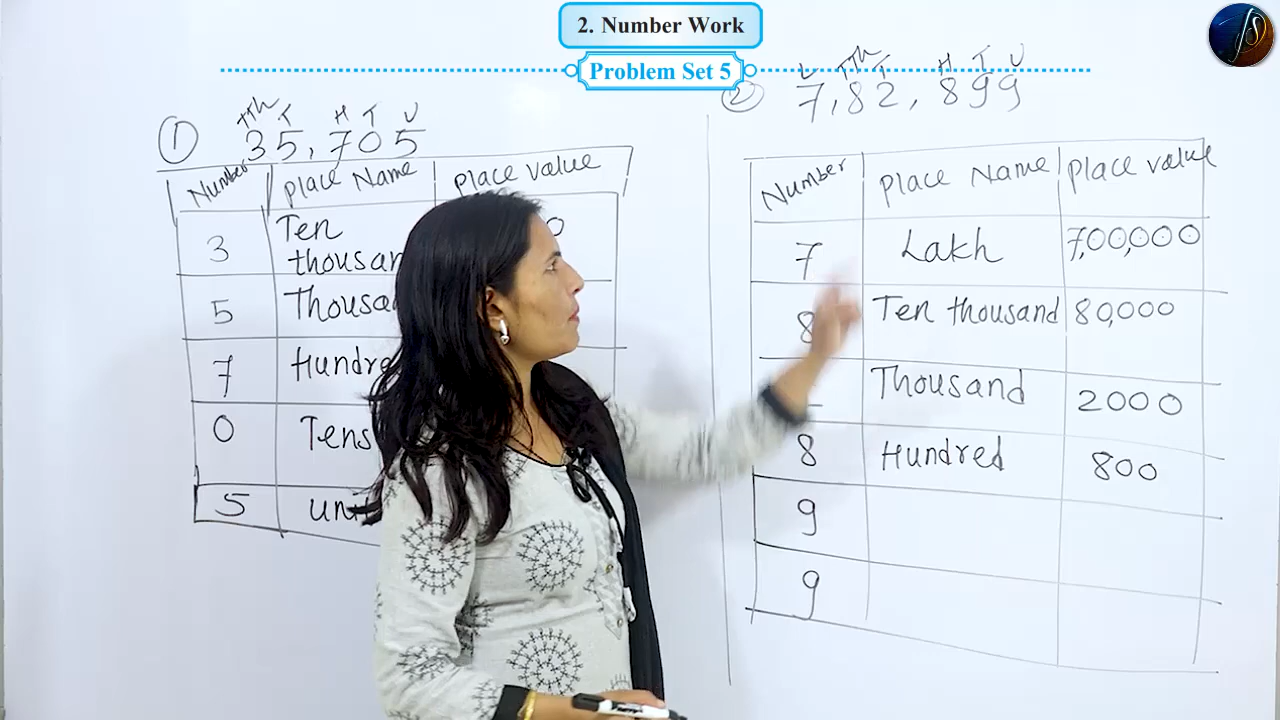 2. Number Work
Problem Set 5
1
TTh T H T U
35,705
Number Place Name Place Value
3 Ten
thousan
5 Thousa
7 Hundre
0 Tens
5 uni
2
L TTh T H T U
7,82,899
Number Place Name Place value
7 Lakh 7,00,000
8 Ten thousand 80,000
Thousand 2000
8 Hundred 800
9
9